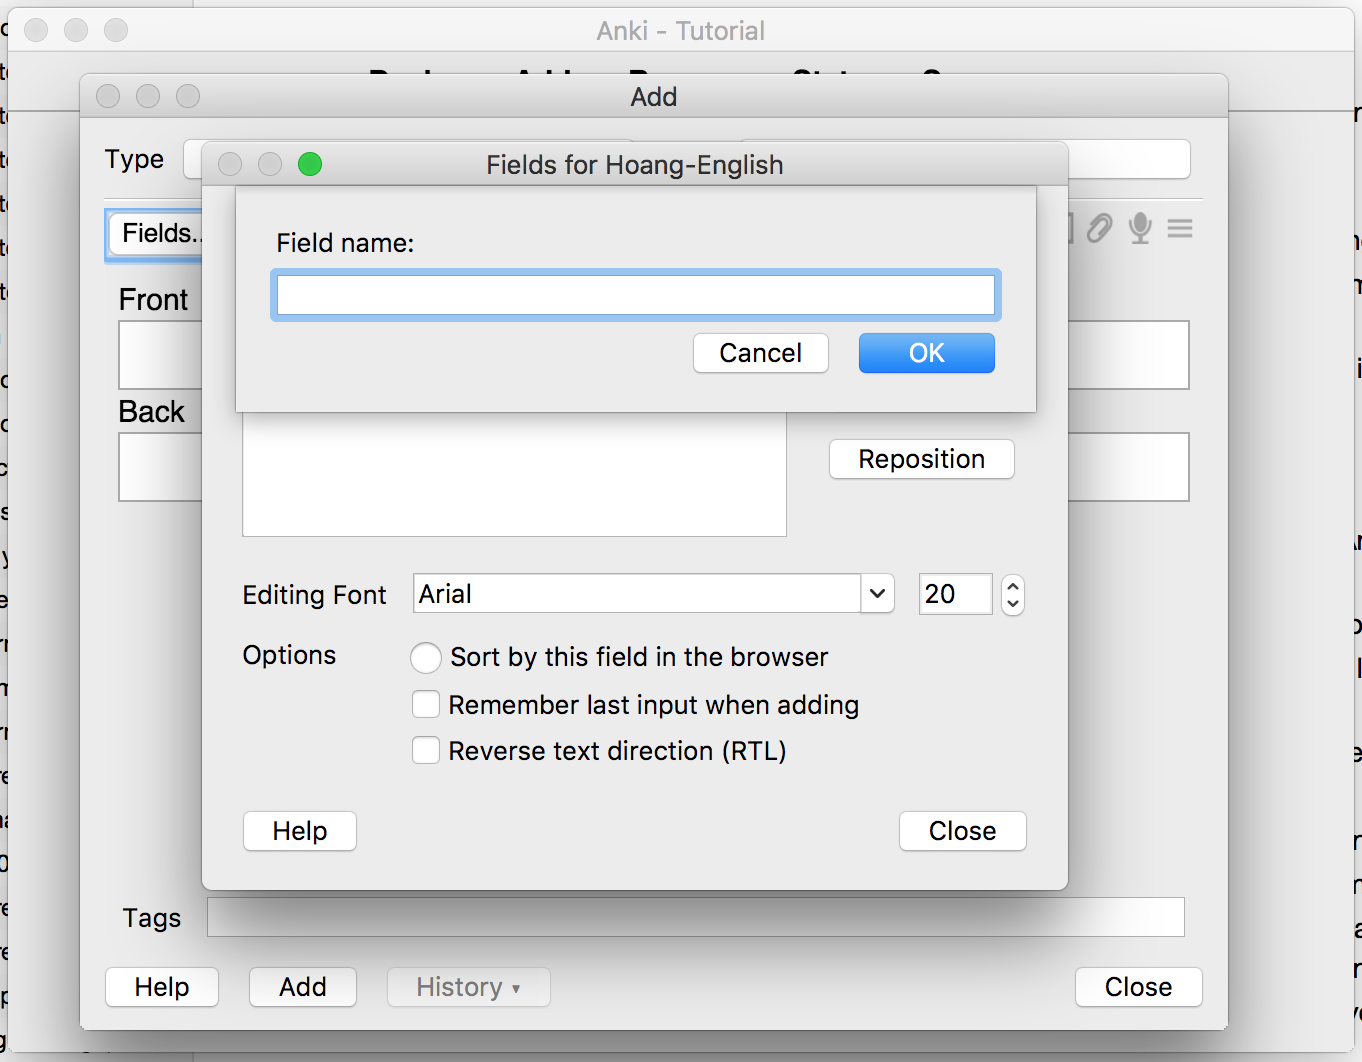 Anki - Tutorial
Add
Type
Fields for Hoang-English
Fields..
Field name:
Front
Cancel
OK
Back
Reposition
Editing Font
Arial
20
Options
Sort by this field in the browser
Remember last input when adding
Reverse text direction (RTL)
Help
Close
Tags
Help
Add
History ▾
Close